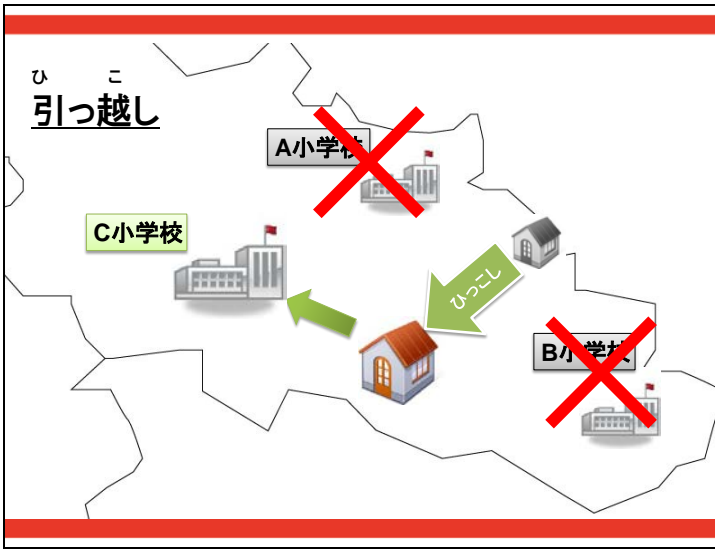 ひ こ
引っ越し
A小学校
C小学校
ひっこし
B小学校